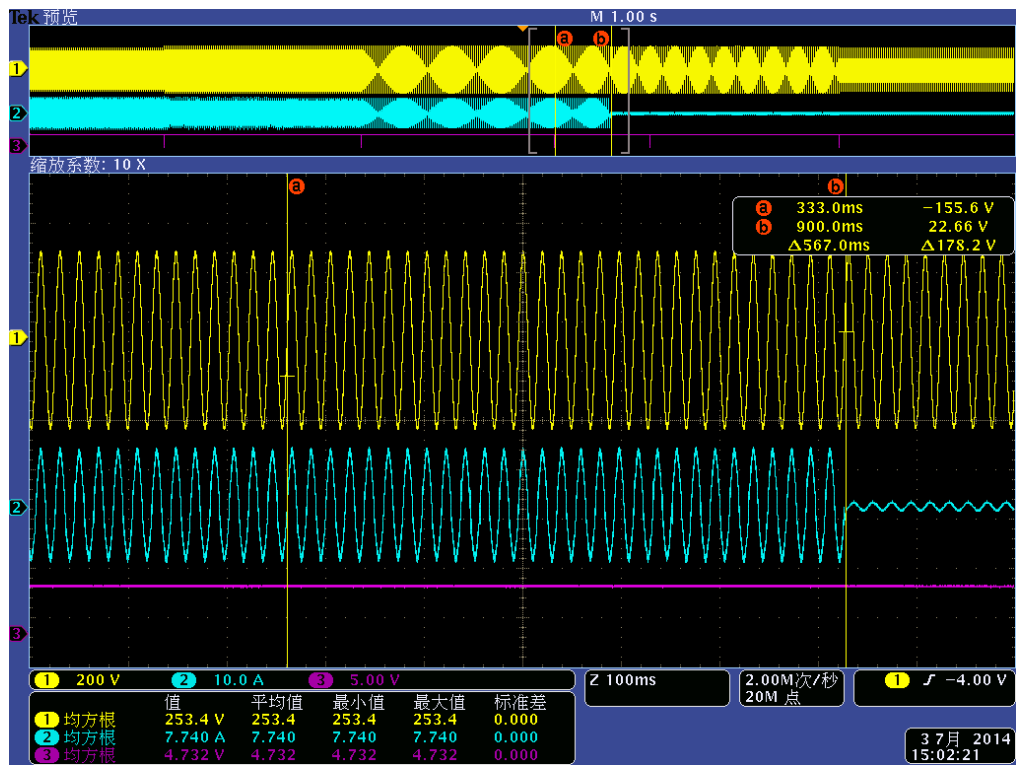 Tek 预览 M 1.00 s
a b
1
2
3
缩放系数: 10 X
a b
a 333.0ms -155.6 V
b 900.0ms 22.66 V
Δ567.0ms Δ178.2 V
1
2
3
1 200 V 2 10.0 A 3 5.00 V
Z 100ms
2.00M次/秒
20M 点
1 ƒ -4.00 V
值 平均值 最小值 最大值 标准差
1 均方根 253.4 V 253.4 253.4 253.4 0.000
2 均方根 7.740 A 7.740 7.740 7.740 0.000
3 均方根 4.732 V 4.732 4.732 4.732 0.000
3 7月 2014
15:02:21